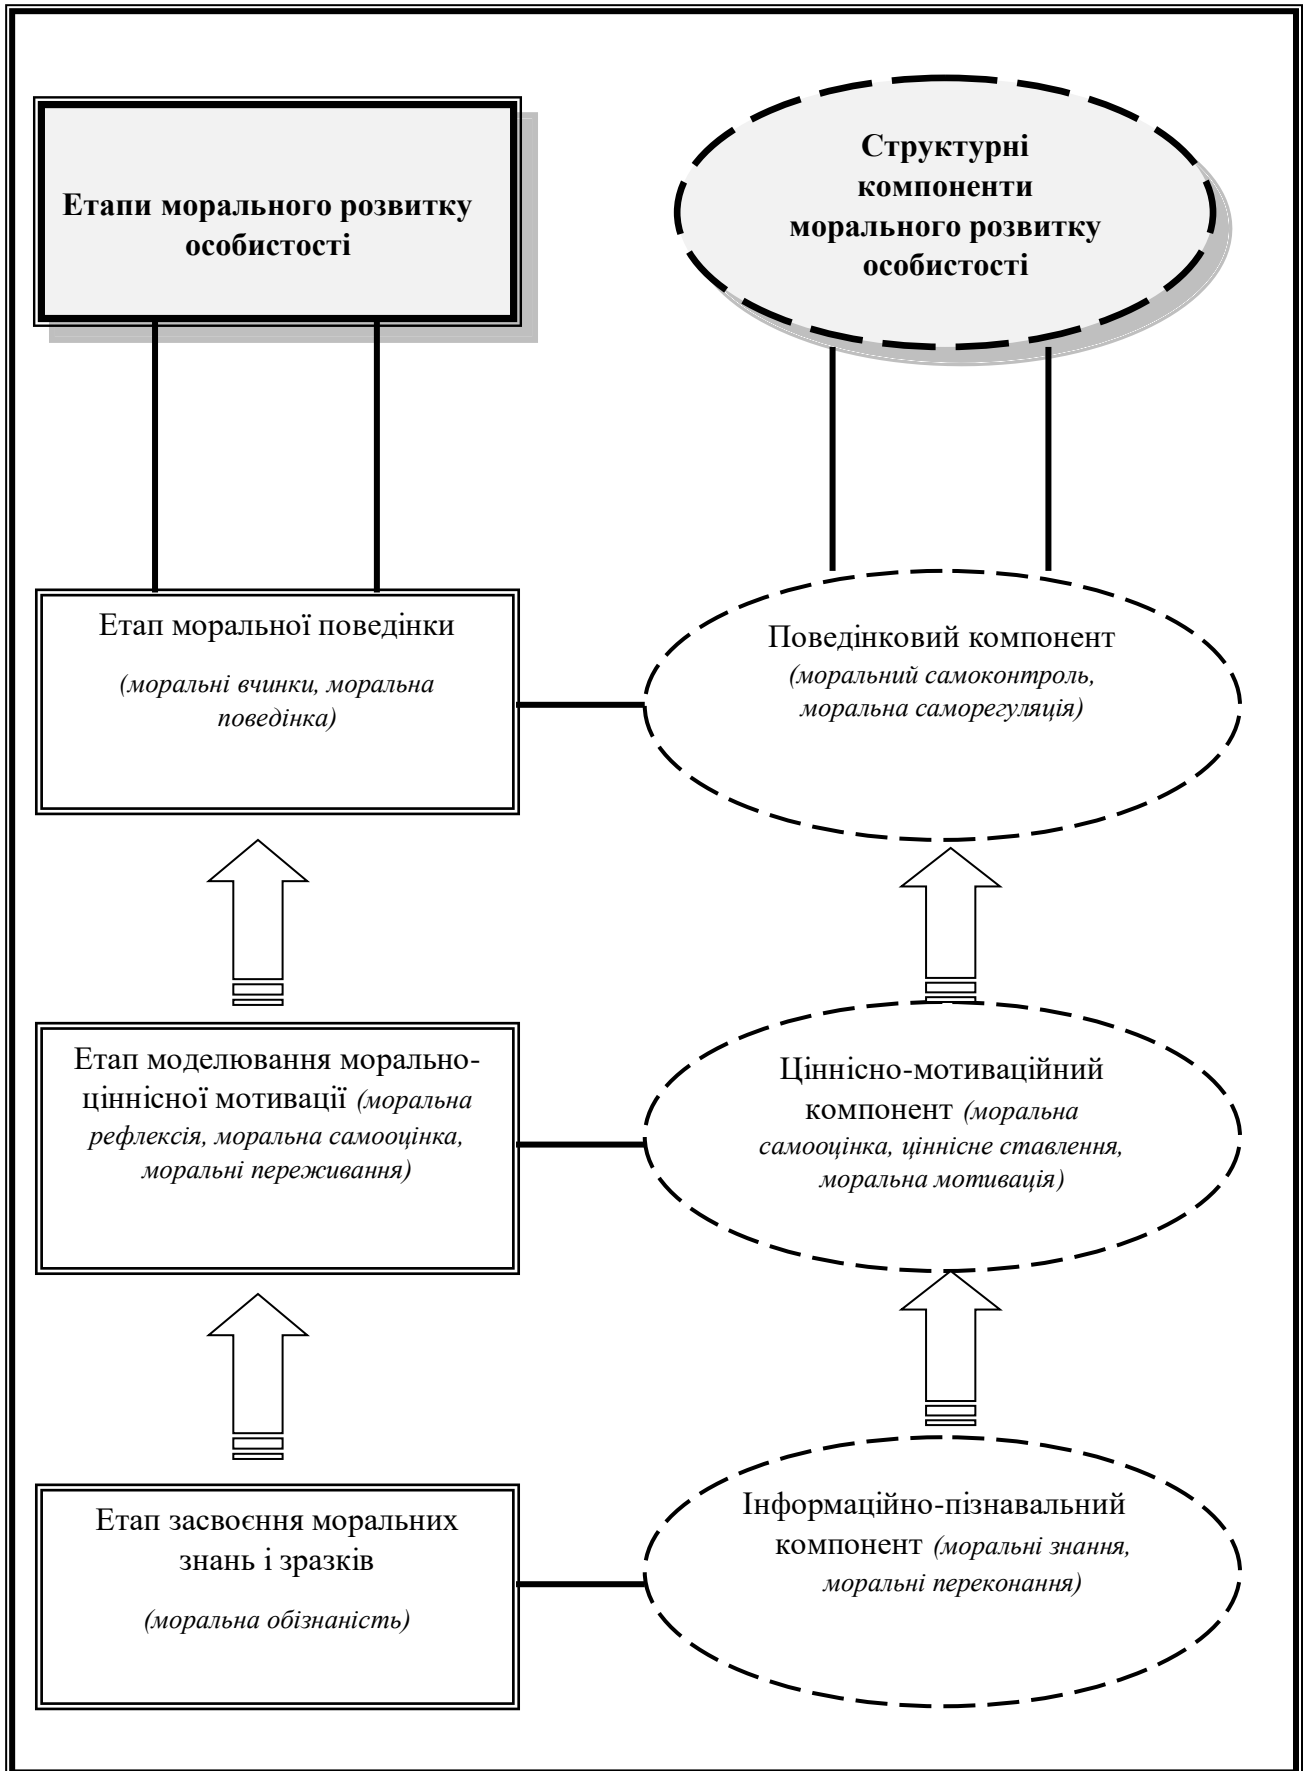 Етапи морального розвитку
особистості
Структурні
компоненти
морального розвитку
особистості
Етап моральної поведінки
(моральні вчинки, моральна
поведінка)
Поведінковий компонент
(моральний самоконтроль,
моральна саморегуляція)
Етап моделювання морально-
ціннісної мотивації (моральна
рефлексія, моральна самооцінка,
моральні переживання)
Ціннісно-мотиваційний
компонент (моральна
самооцінка, ціннісне ставлення,
моральна мотивація)
Етап засвоєння моральних
знань і зразків
(моральна обізнаність)
Інформаційно-пізнавальний
компонент (моральні знання,
моральні переконання)